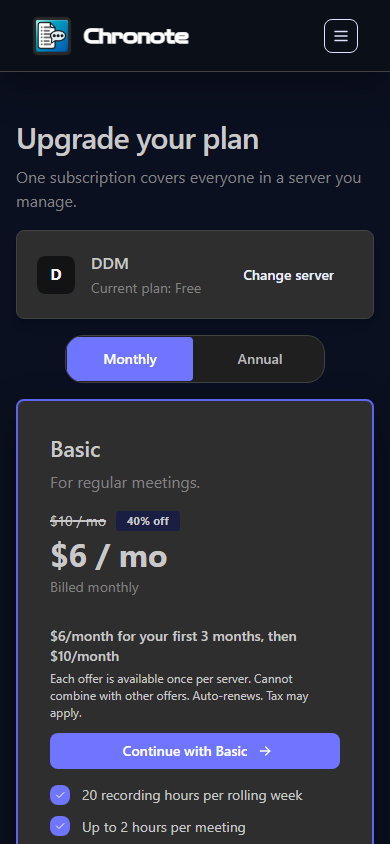 Chronote
Upgrade your plan
One subscription covers everyone in a server you
manage.
D
DDM
Current plan: Free
Change server
Monthly
Annual
Basic
For regular meetings.
$10 / mo
40% off
$6 / mo
Billed monthly
$6/month for your first 3 months, then
$10/month
Each offer is available once per server. Cannot
combine with other offers. Auto-renews. Tax may
apply.
Continue with Basic →
20 recording hours per rolling week
Up to 2 hours per meeting